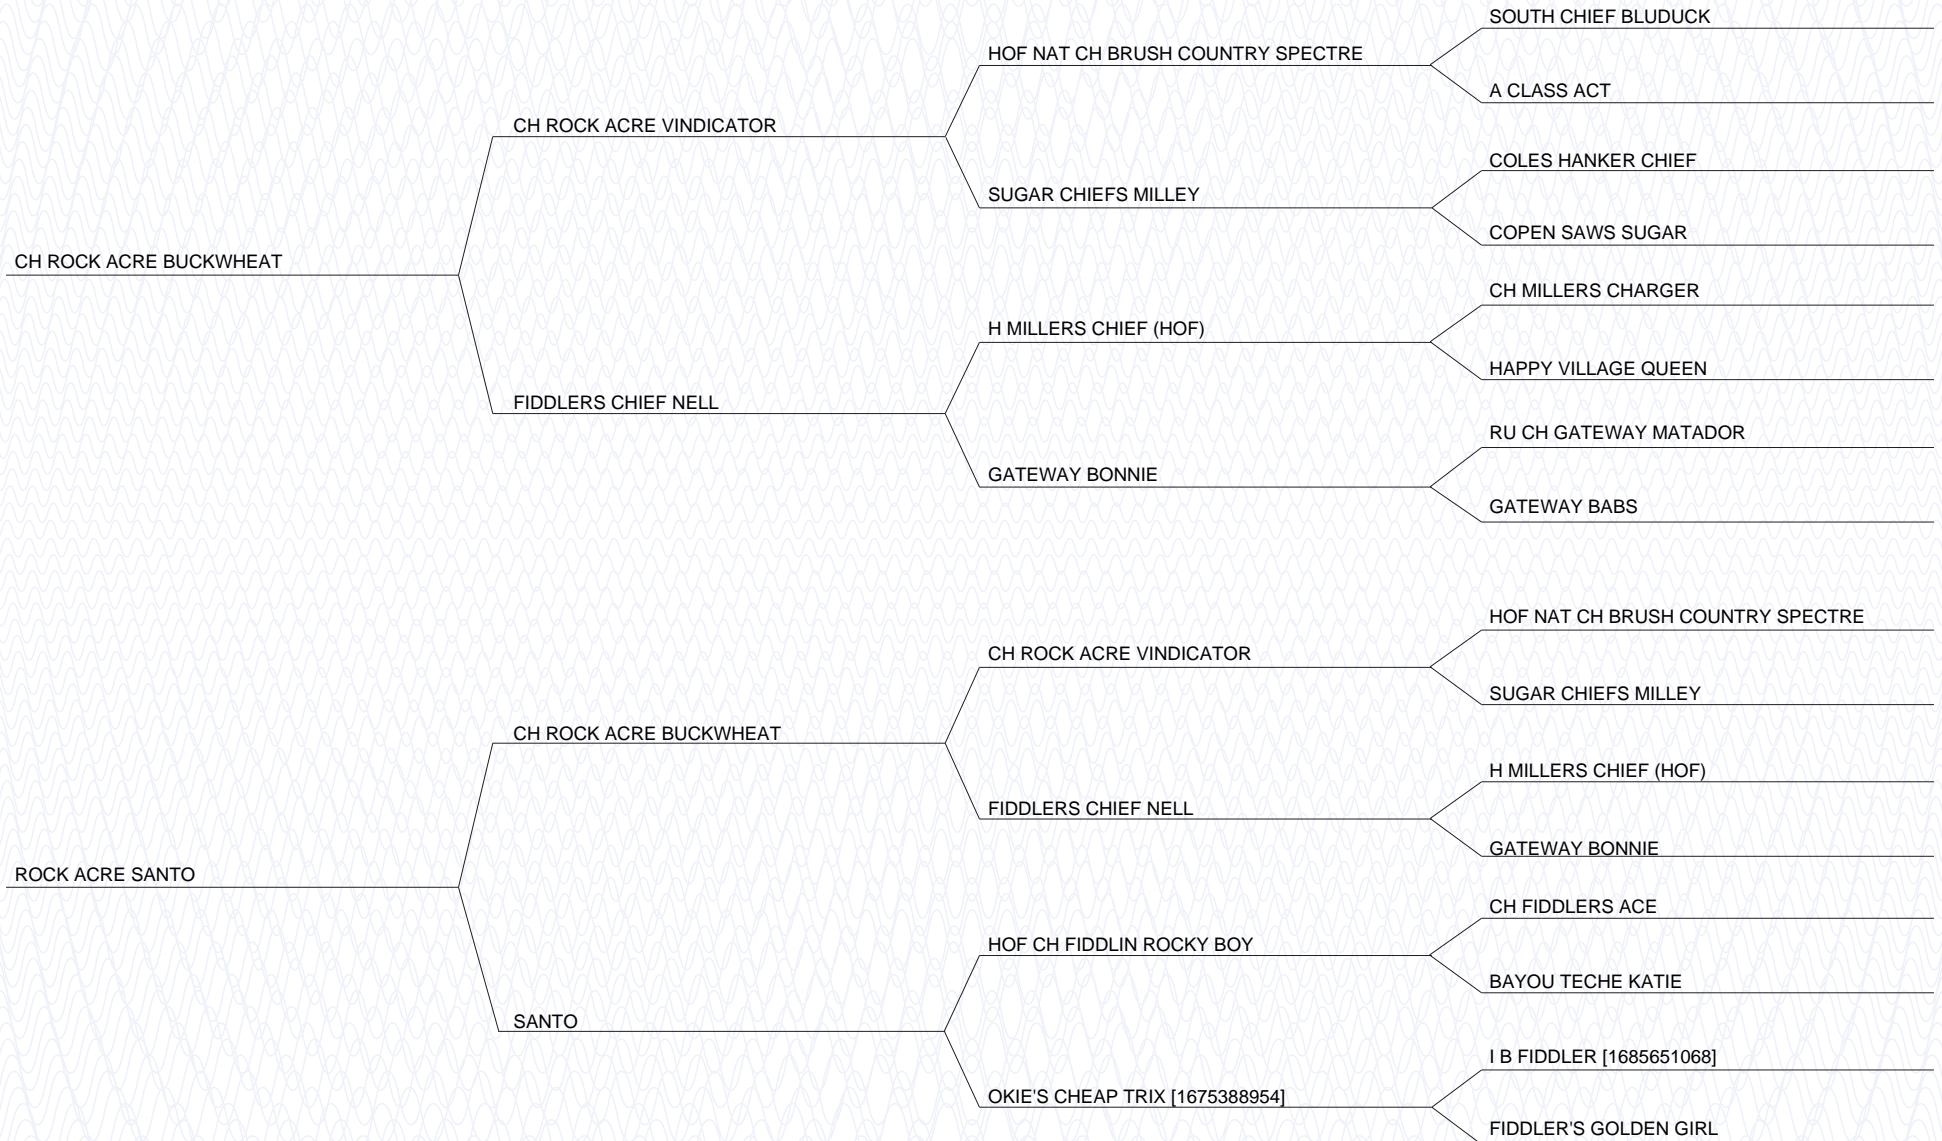 SOUTH CHIEF BLUDUCK
HOF NAT CH BRUSH COUNTRY SPECTRE
A CLASS ACT
CH ROCK ACRE VINDICATOR
COLES HANKER CHIEF
SUGAR CHIEFS MILLEY
COPEN SAWS SUGAR
CH ROCK ACRE BUCKWHEAT
CH MILLERS CHARGER
H MILLERS CHIEF (HOF)
HAPPY VILLAGE QUEEN
FIDDLERS CHIEF NELL
RU CH GATEWAY MATADOR
GATEWAY BONNIE
GATEWAY BABS
HOF NAT CH BRUSH COUNTRY SPECTRE
CH ROCK ACRE VINDICATOR
SUGAR CHIEFS MILLEY
CH ROCK ACRE BUCKWHEAT
H MILLERS CHIEF (HOF)
FIDDLERS CHIEF NELL
GATEWAY BONNIE
ROCK ACRE SANTO
CH FIDDLERS ACE
HOF CH FIDDLIN ROCKY BOY
BAYOU TECHE KATIE
SANTO
I B FIDDLER [1685651068]
OKIE'S CHEAP TRIX [1675388954]
FIDDLER'S GOLDEN GIRL